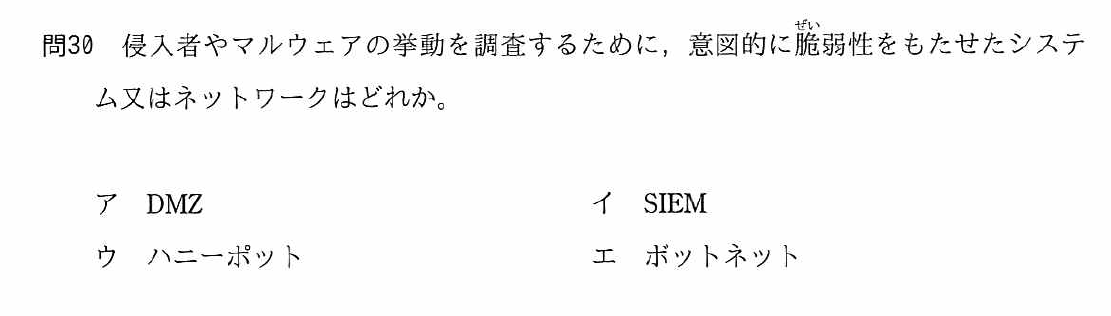 問30 侵入者やマルウェアの挙動を調査するために，意図的に脆弱性をもたせたシステ
ぜい
ム又はネットワークはどれか。
ア DMZ
イ SIEM
ウ ハニーポット
エ ボットネット